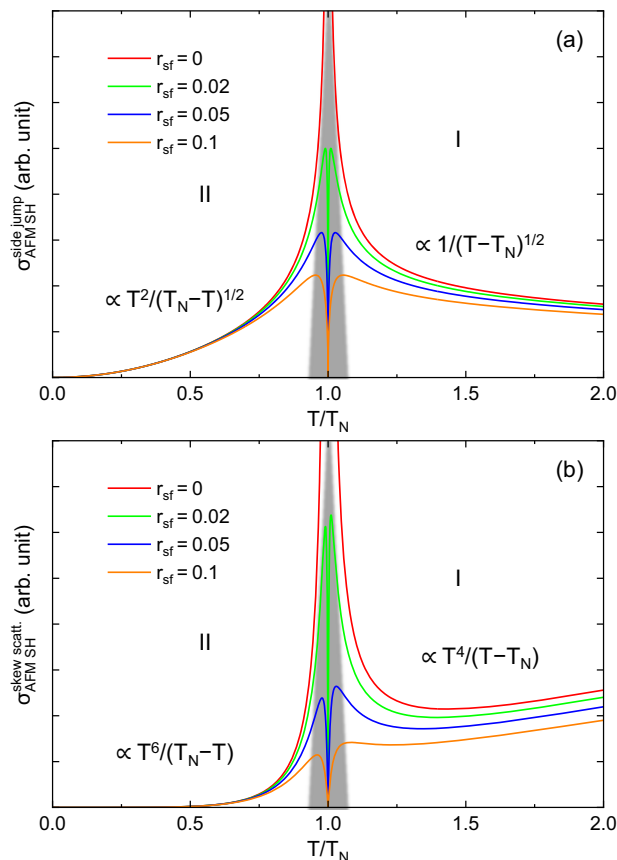 (a)
r_sf = 0
r_sf = 0.02
r_sf = 0.05
r_sf = 0.1
I
II
∝ 1/(T−T_N)^1/2
∝ T^2/(T_N−T)^1/2
σ^side jump_AFM SH (arb. unit)
0.0 0.5 1.0 1.5 2.0
T/T_N
(b)
r_sf = 0
r_sf = 0.02
r_sf = 0.05
r_sf = 0.1
I
II
∝ T^4/(T−T_N)
∝ T^6/(T_N−T)
σ^skew scatt._AFM SH (arb. unit)
0.0 0.5 1.0 1.5 2.0
T/T_N